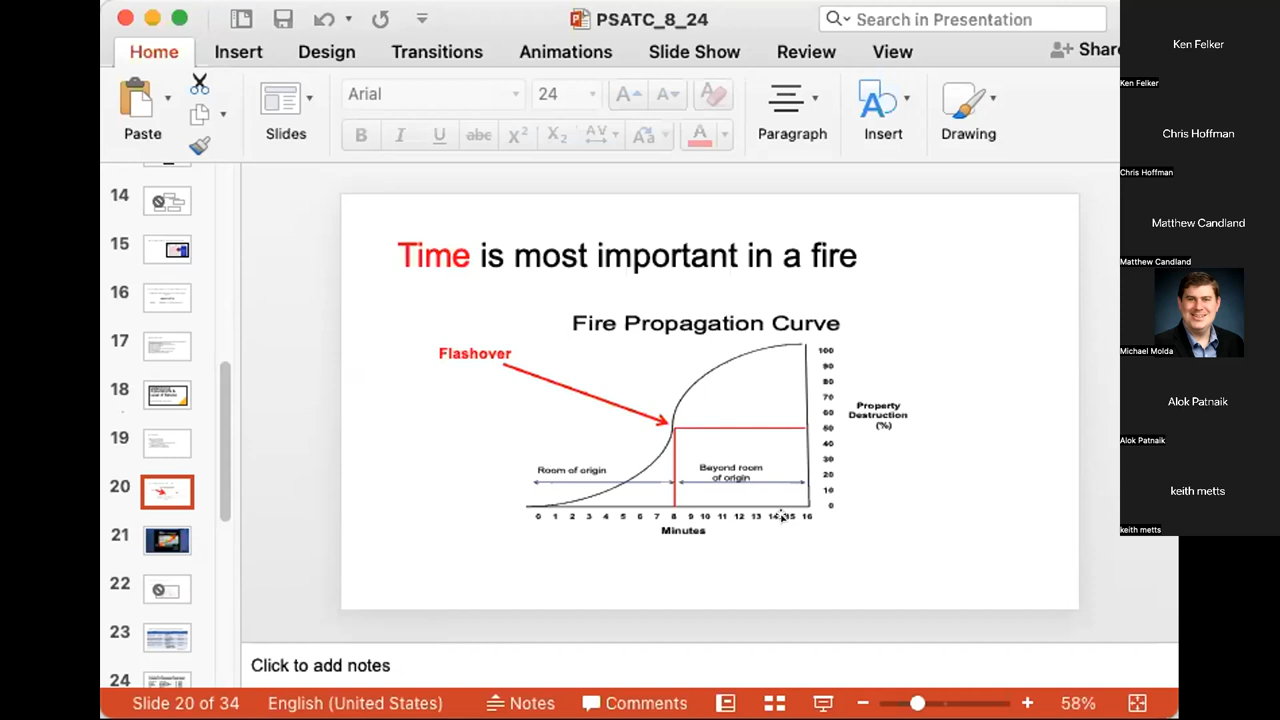 PSATC_8_24
Search in Presentation
Home Insert Design Transitions Animations Slide Show Review View Share
Paste
Slides
Arial
24
Paragraph
Insert
Drawing
14
15
16
17
18
19
20
21
22
23
24
Time is most important in a fire
Fire Propagation Curve
Flashover
Room of origin
Beyond room
of origin
100
90
80
70
60
50
40
30
20
10
0
Property
Destruction
(%)
0 1 2 3 4 5 6 7 8 9 10 11 12 13 14 15 16
Minutes
Click to add notes
Slide 20 of 34 English (United States) Notes Comments 58%
Ken Felker
Ken Felker
Chris Hoffman
Chris Hoffman
Matthew Candland
Matthew Candland
Michael Molda
Alok Patnaik
Alok Patnaik
keith metts
keith metts